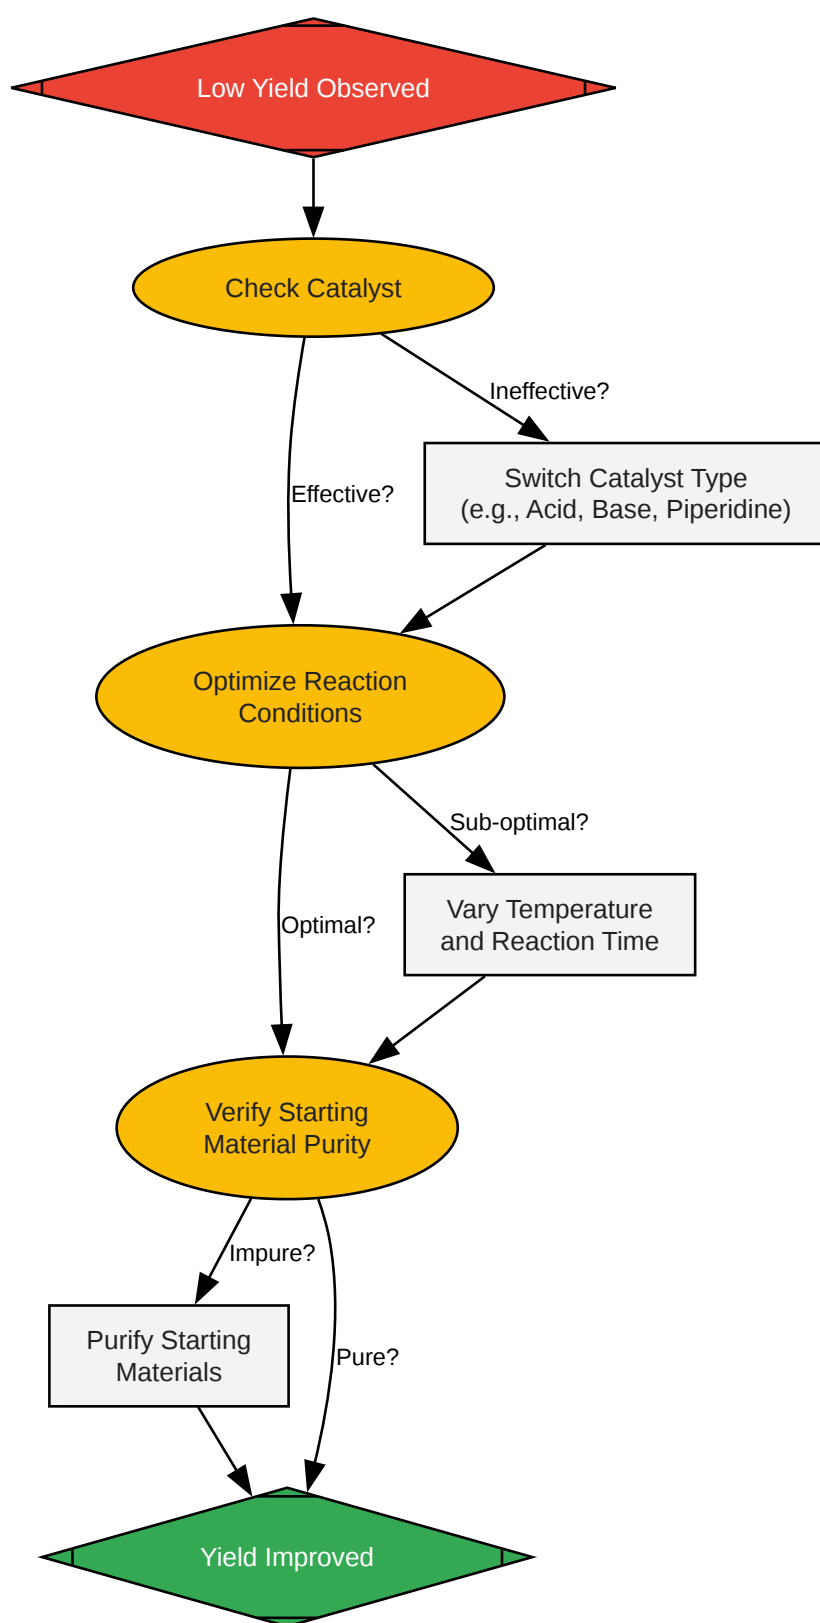 Low Yield Observed
Check Catalyst
Ineffective?
Switch Catalyst Type
(e.g., Acid, Base, Piperidine)
Effective?
Optimize Reaction
Conditions
Sub-optimal?
Vary Temperature
and Reaction Time
Optimal?
Verify Starting
Material Purity
Impure?
Purify Starting
Materials
Pure?
Yield Improved